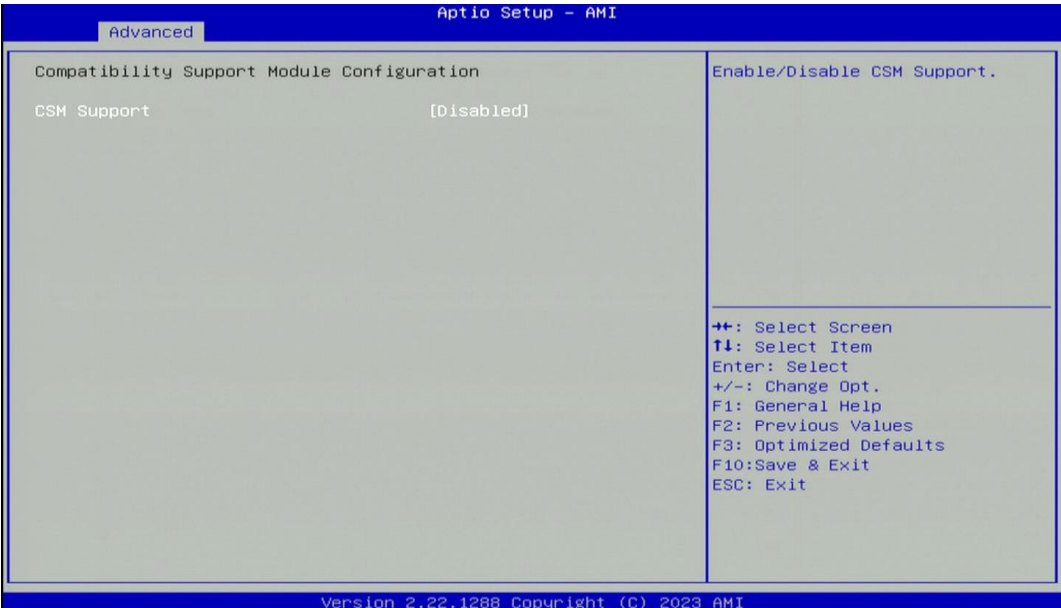 Aptio Setup – AMI
Advanced
Compatibility Support Module Configuration
CSM Support [Disabled]
Enable/Disable CSM Support.
→←: Select Screen
↑↓: Select Item
Enter: Select
+/-: Change Opt.
F1: General Help
F2: Previous Values
F3: Optimized Defaults
F10:Save & Exit
ESC: Exit
Version 2.22.1288 Copyright (C) 2023 AMI